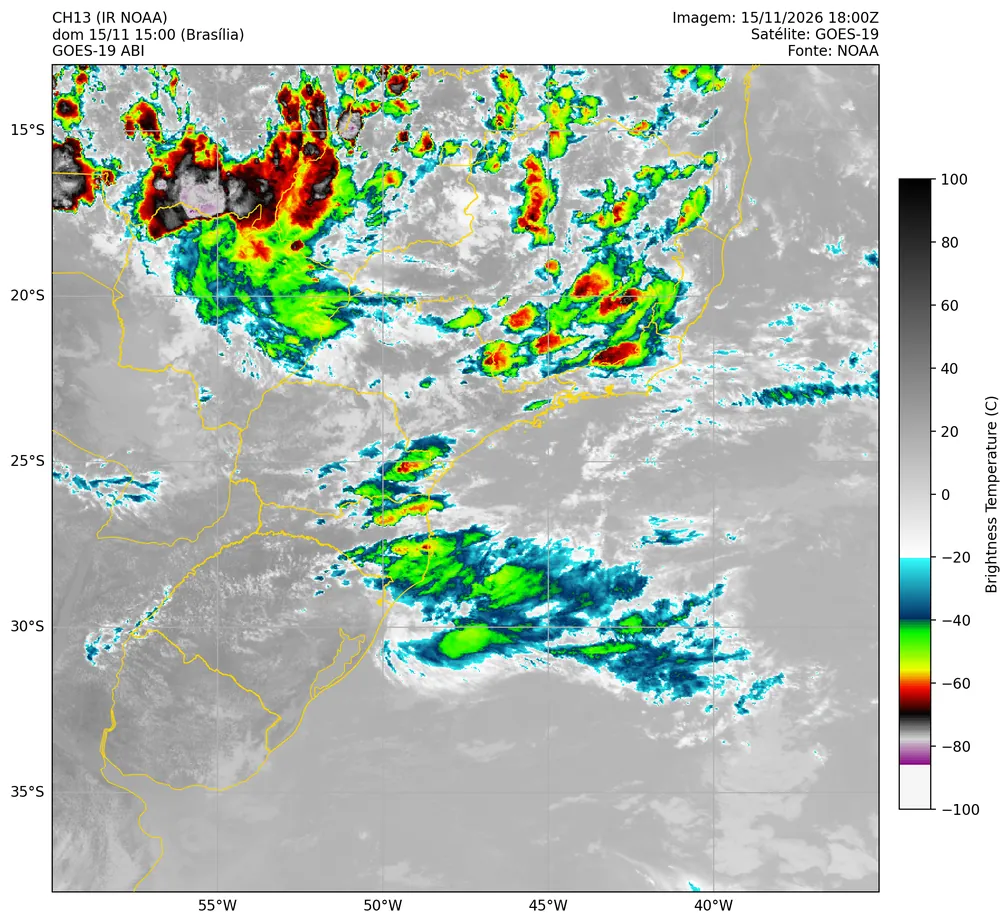 CH13 (IR NOAA)
dom 15/11 15:00 (Brasília)
GOES-19 ABI
Imagem: 15/11/2026 18:00Z
Satélite: GOES-19
Fonte: NOAA
15°S
20°S
25°S
30°S
35°S
55°W
50°W
45°W
40°W
100
80
60
40
20
0
−20
−40
−60
−80
−100
Brightness Temperature (C)